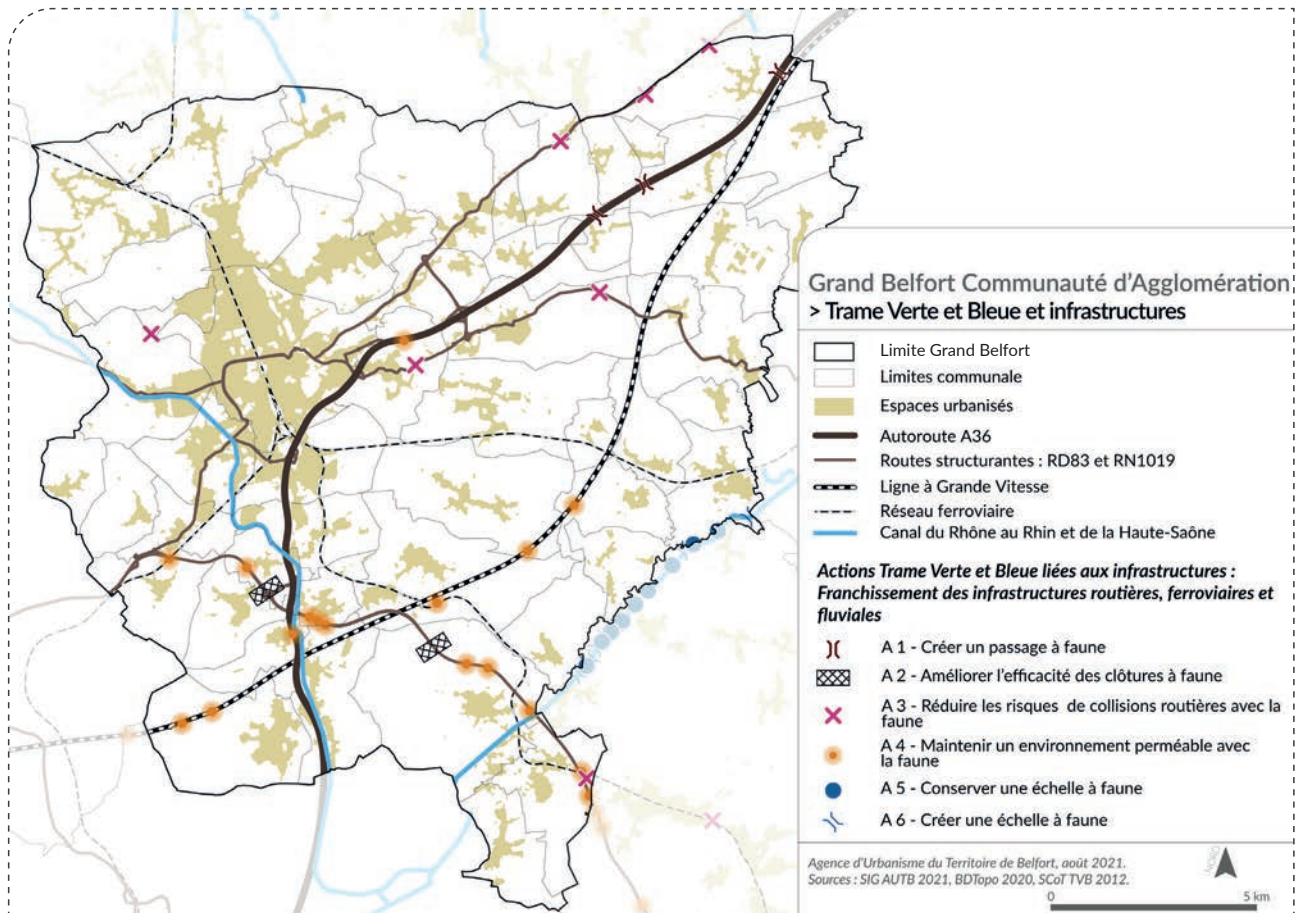 Grand Belfort Communauté d'Agglomération
> Trame Verte et Bleue et infrastructures
Limite Grand Belfort
Limites communale
Espaces urbanisés
Autoroute A36
Routes structurantes : RD83 et RN1019
Ligne à Grande Vitesse
Réseau ferroviaire
Canal du Rhône au Rhin et de la Haute-Saône
Actions Trame Verte et Bleue liées aux infrastructures :
Franchissement des infrastructures routières, ferroviaires et
fluviales
A 1 - Créer un passage à faune
A 2 - Améliorer l'efficacité des clôtures à faune
A 3 - Réduire les risques de collisions routières avec la
faune
A 4 - Maintenir un environnement perméable avec
la faune
A 5 - Conserver une échelle à faune
A 6 - Créer une échelle à faune
Agence d'Urbanisme du Territoire de Belfort, août 2021.
Sources : SIG AUTB 2021, BDTopo 2020, SCoT TVB 2012.
0 5 km